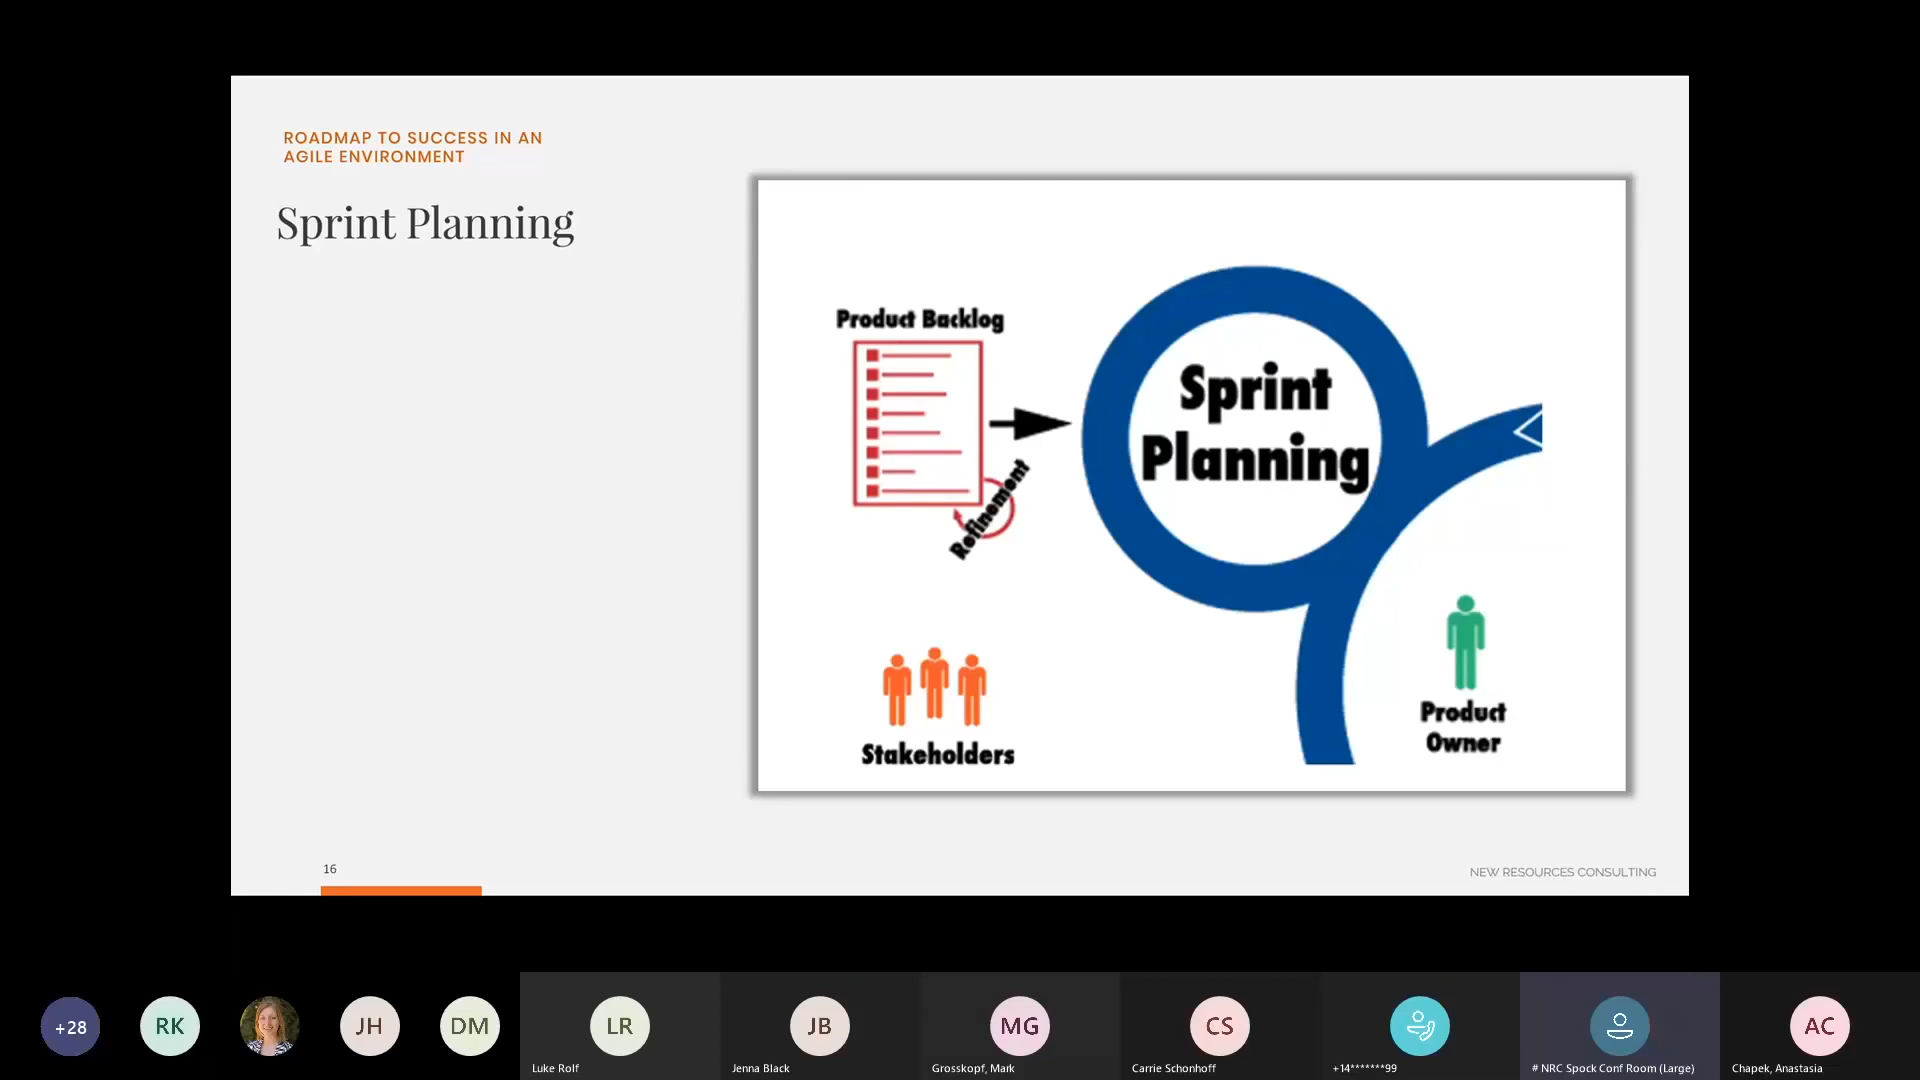 ROADMAP TO SUCCESS IN AN
AGILE ENVIRONMENT
Sprint Planning
Product Backlog
Refinement
Sprint
Planning
Stakeholders
Product
Owner
16
NEW RESOURCES CONSULTING
+28
RK
JH
DM
LR
JB
MG
CS
AC
Luke Rolf
Jenna Black
Grosskopf, Mark
Carrie Schonhoff
+14*******99
# NRC Spock Conf Room (Large)
Chapek, Anastasia